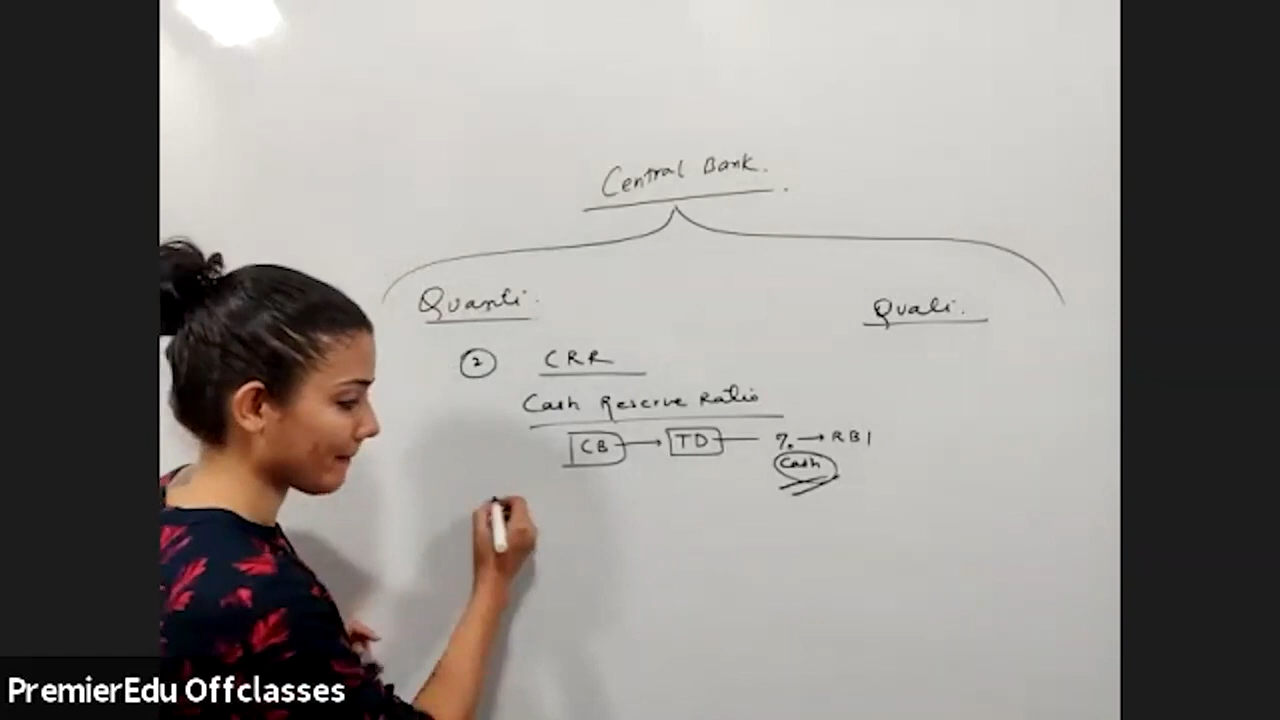 Central Bank.
Quanti. Quali.
2 CRR
Cash Reserve Ratio
CB → TD — %. → RBI
Cash
PremierEdu Offclasses